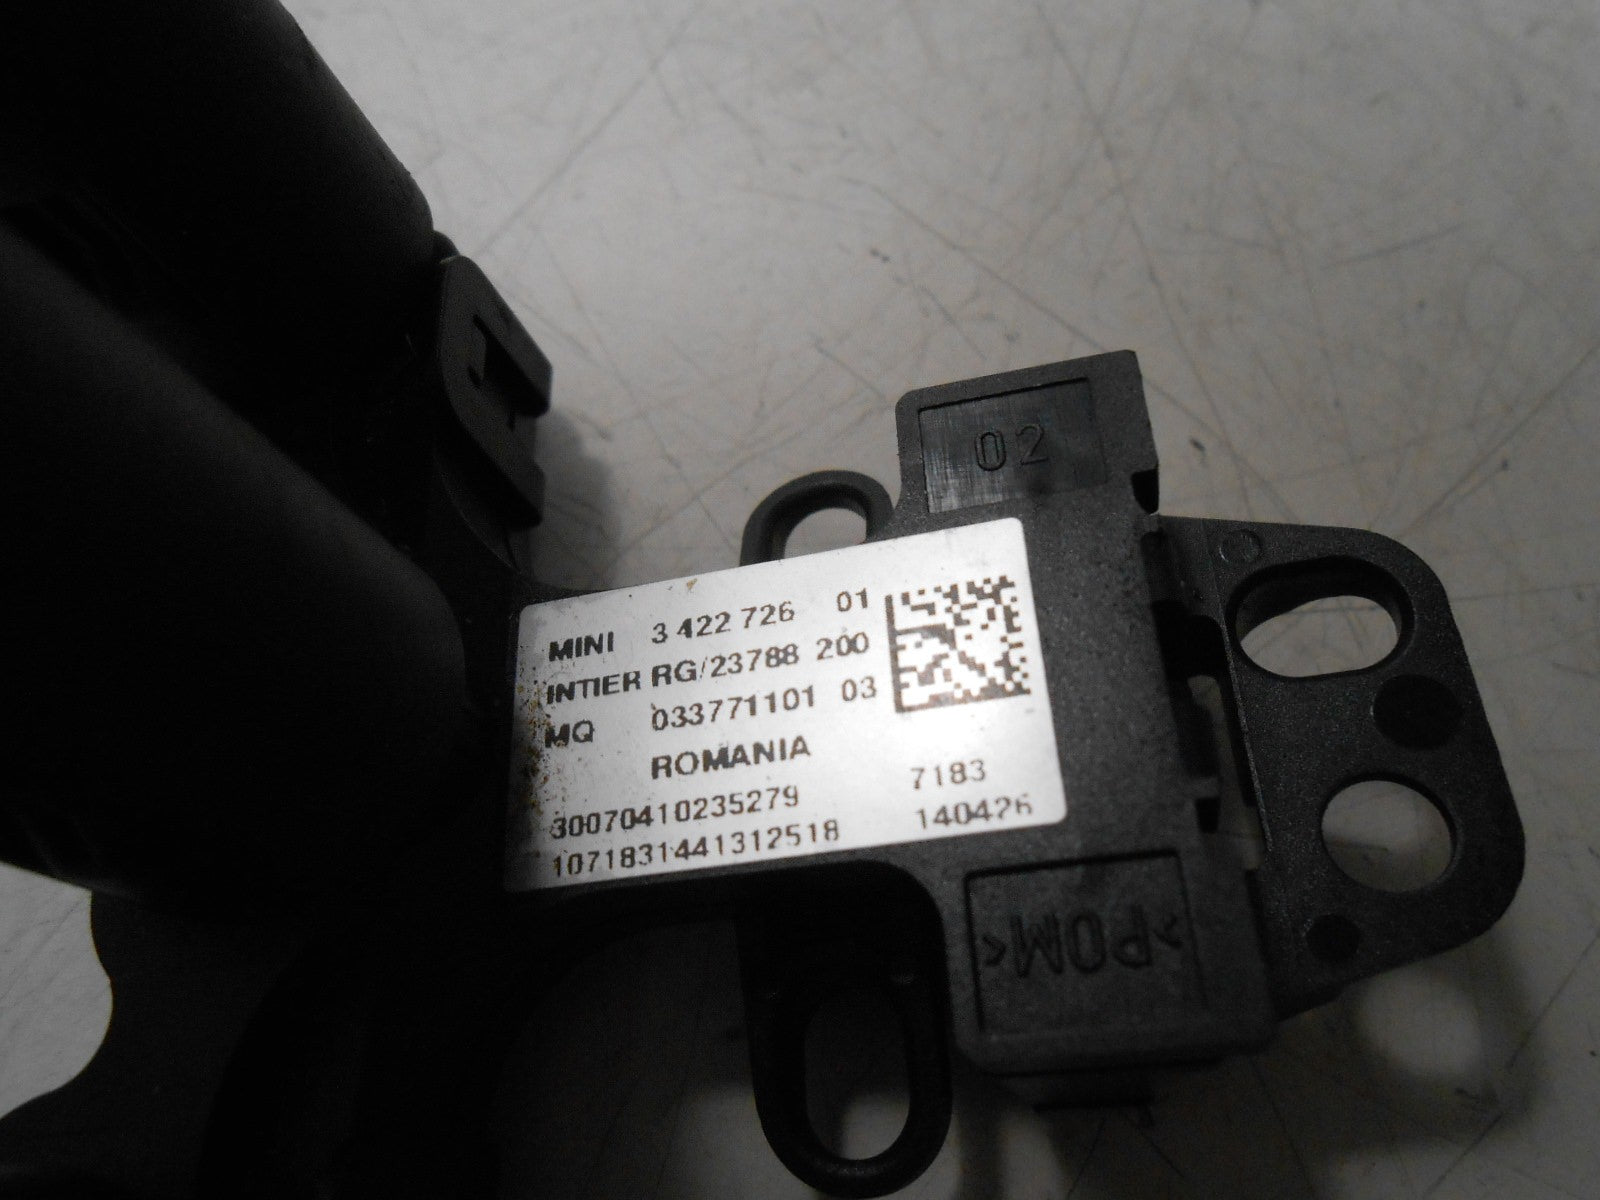 02
MINI 3 422 726 01
INTIER RG/23788 200
MQ 033771101 03
ROMANIA
30070410235279 7183
1071831441312518 140426
>POM<